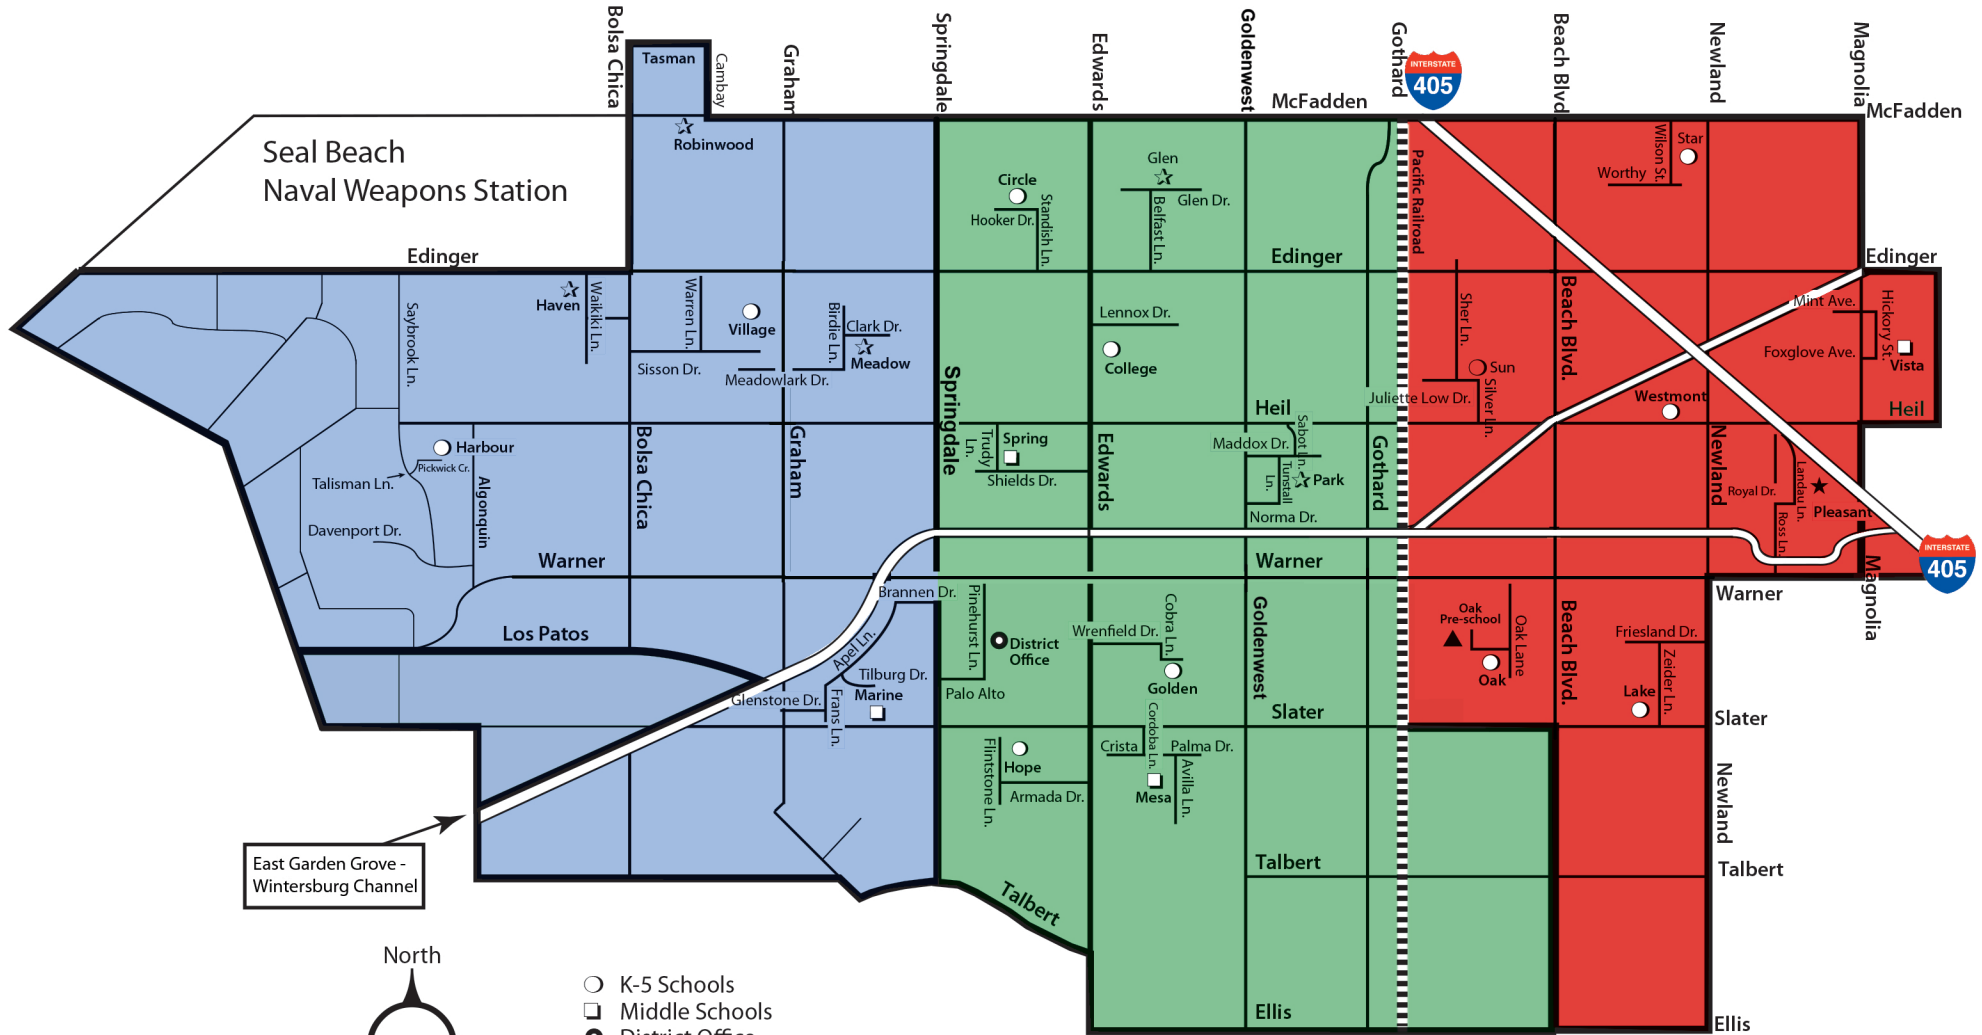 Bolsa Chica
Tasman
Cambay
Graham
Springdale
Edwards
Goldenwest
McFadden
Gothard
INTERSTATE
405
Beach Blvd.
Newland
Magnolia
McFadden
Seal Beach
Naval Weapons Station
Robinwood
Circle
Hooker Dr.
Standish Ln.
Glen
Glen Dr.
Belfast Ln.
Pacific Railroad
Wilson St.
Star
Worthy
Edinger
Edinger
Edinger
Saybrook Ln.
Haven
Waikiki Ln.
Warren Ln.
Village
Sisson Dr.
Birdie Ln.
Clark Dr.
Meadow
Meadowlark Dr.
Springdale
Lennox Dr.
College
Sher Ln.
Sun
Silver Ln.
Juliette Low Dr.
Beach Blvd.
Westmont
Mint Ave.
Hickory St.
Foxglove Ave.
Vista
Heil
Heil
Harbour
Pickwick Cr.
Talisman Ln.
Algonquin
Davenport Dr.
Bolsa Chica
Graham
Trudy
Ln.
Spring
Shields Dr.
Edwards
Maddox Dr.
Sabot Ln.
Tunstall
Ln.
Park
Norma Dr.
Gothard
Newland
Royal Dr.
Landau Ln.
Ross Ln.
Pleasant
Warner
Warner
INTERSTATE
405
Magnolia
Warner
Los Patos
Brannen Dr.
Apel Ln.
Tilburg Dr.
Marine
Glenstone Dr.
Frans Ln.
Pinehurst Ln.
District
Office
Palo Alto
Wrenfield Dr.
Cobra Ln.
Golden
Goldenwest
Oak
Pre-school
Oak Lane
Oak
Beach Blvd.
Friesland Dr.
Zeider Ln.
Lake
Slater
Slater
Flintstone Ln.
Hope
Armada Dr.
Crista
Cordoba Ln.
Palma Dr.
Mesa
Avilla Ln.
Newland
East Garden Grove -
Wintersburg Channel
Talbert
Talbert
Talbert
North
K-5 Schools
Middle Schools
District Office
Ellis
Ellis